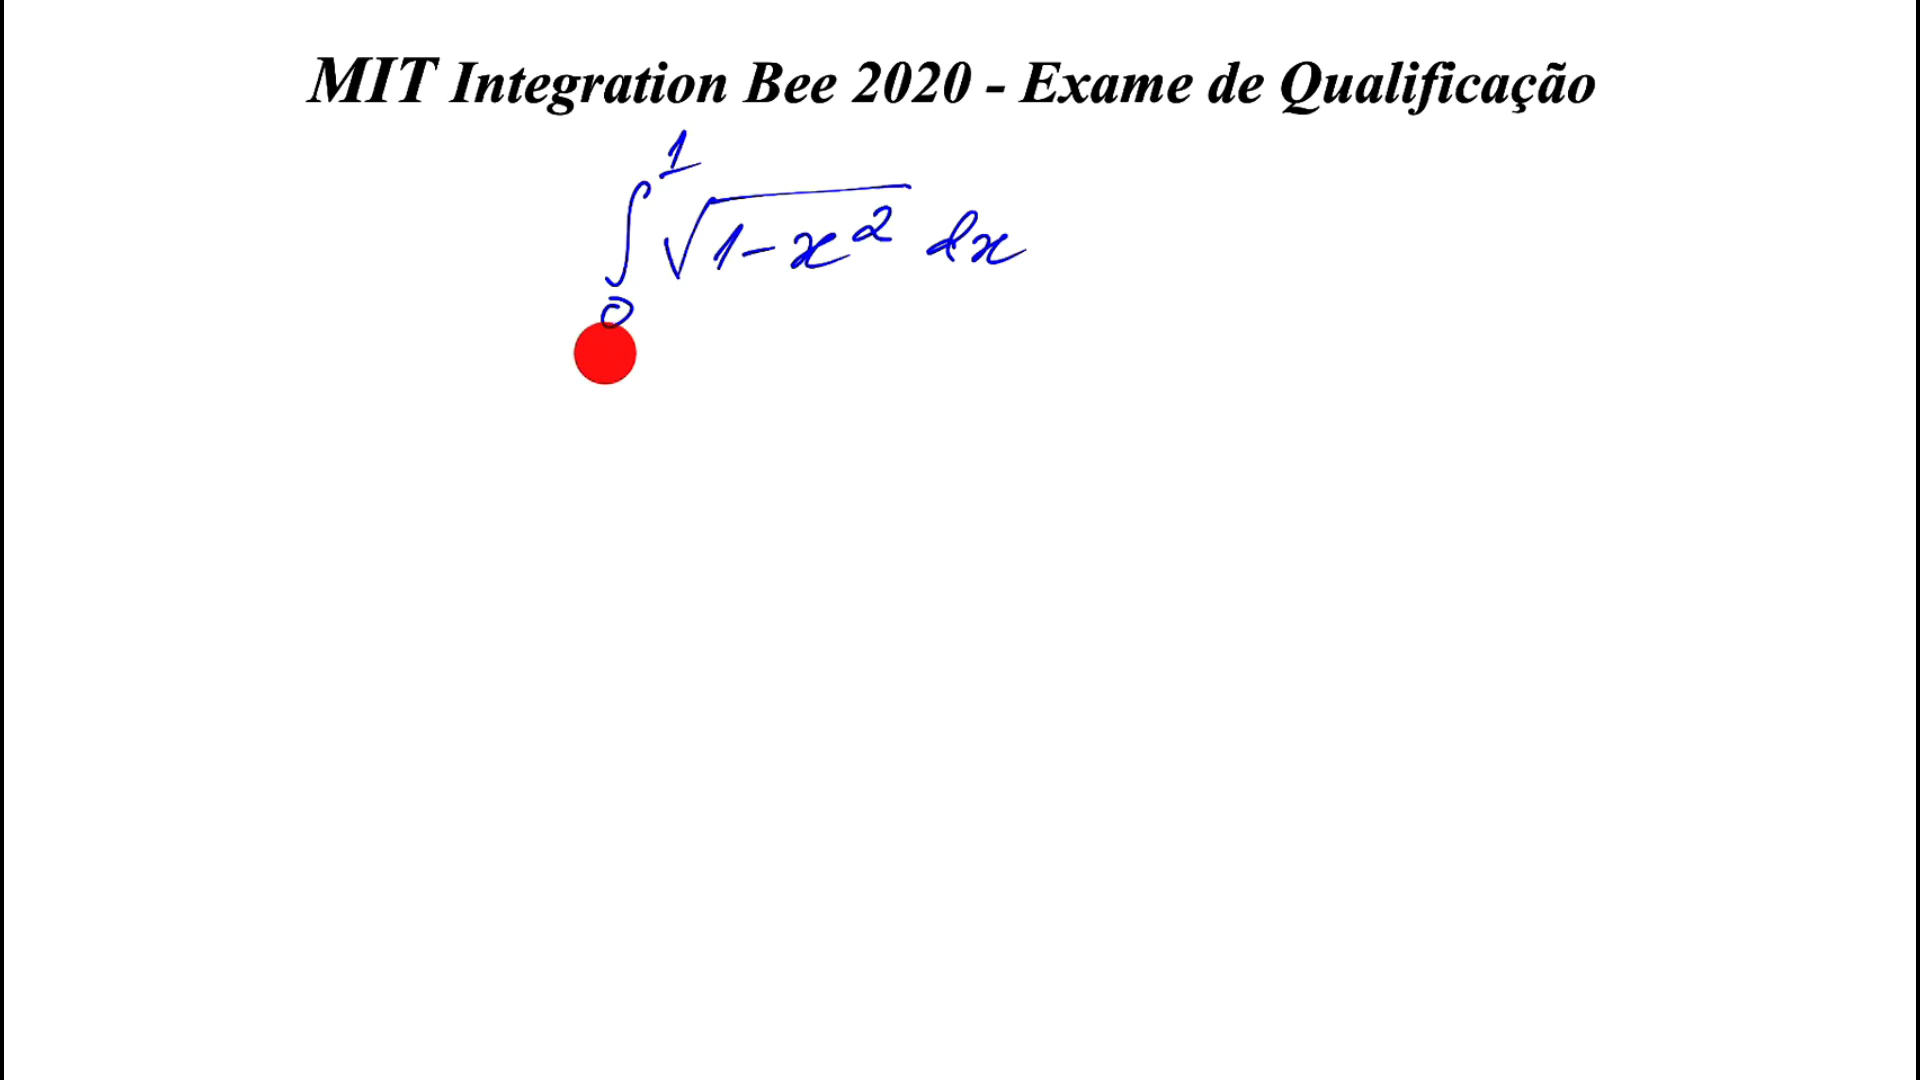 MIT Integration Bee 2020 - Exame de Qualificação
∫₀¹ √(1-x²) dx